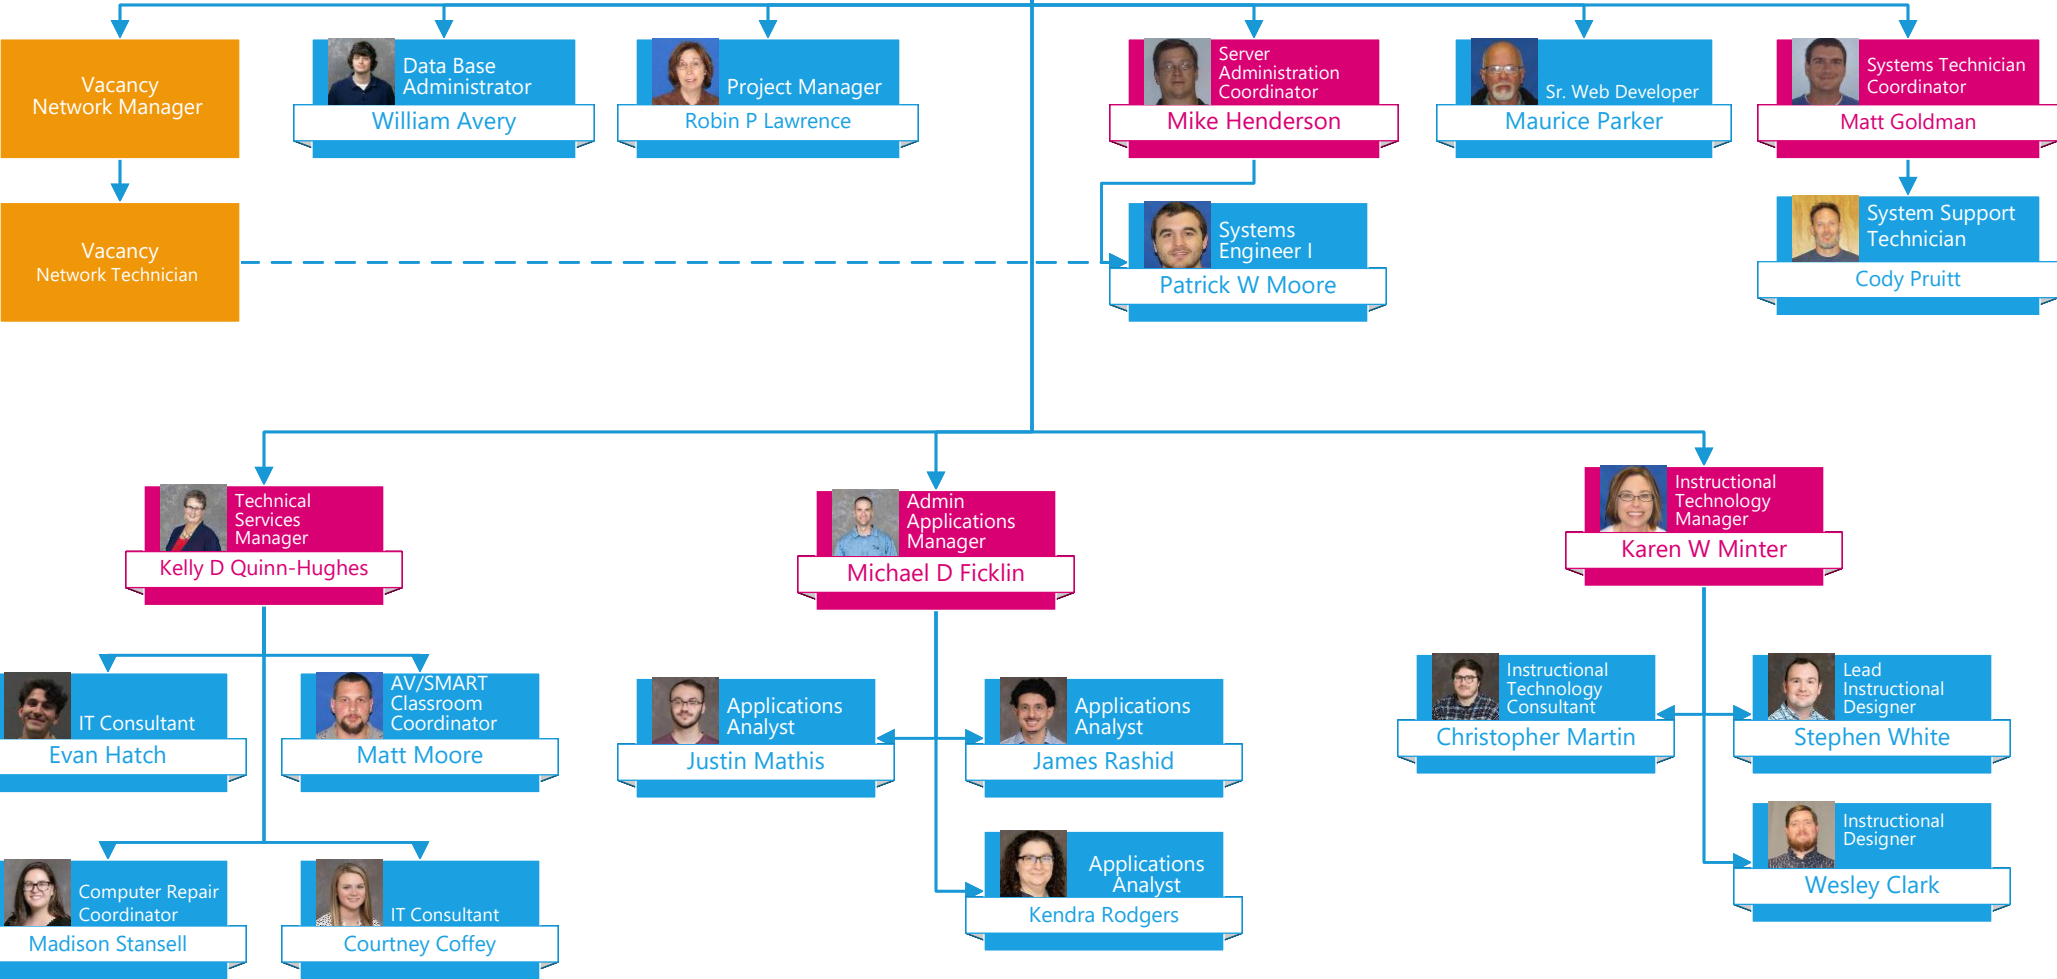 Vacancy
Network Manager
Data Base
Administrator
William Avery
Project Manager
Robin P Lawrence
Server
Administration
Coordinator
Mike Henderson
Sr. Web Developer
Maurice Parker
Systems Technician
Coordinator
Matt Goldman
Vacancy
Network Technician
Systems
Engineer I
Patrick W Moore
System Support
Technician
Cody Pruitt
Technical
Services
Manager
Kelly D Quinn-Hughes
Admin
Applications
Manager
Michael D Ficklin
Instructional
Technology
Manager
Karen W Minter
IT Consultant
Evan Hatch
AV/SMART
Classroom
Coordinator
Matt Moore
Applications
Analyst
Justin Mathis
Applications
Analyst
James Rashid
Instructional
Technology
Consultant
Christopher Martin
Lead
Instructional
Designer
Stephen White
Computer Repair
Coordinator
Madison Stansell
IT Consultant
Courtney Coffey
Applications
Analyst
Kendra Rodgers
Instructional
Designer
Wesley Clark